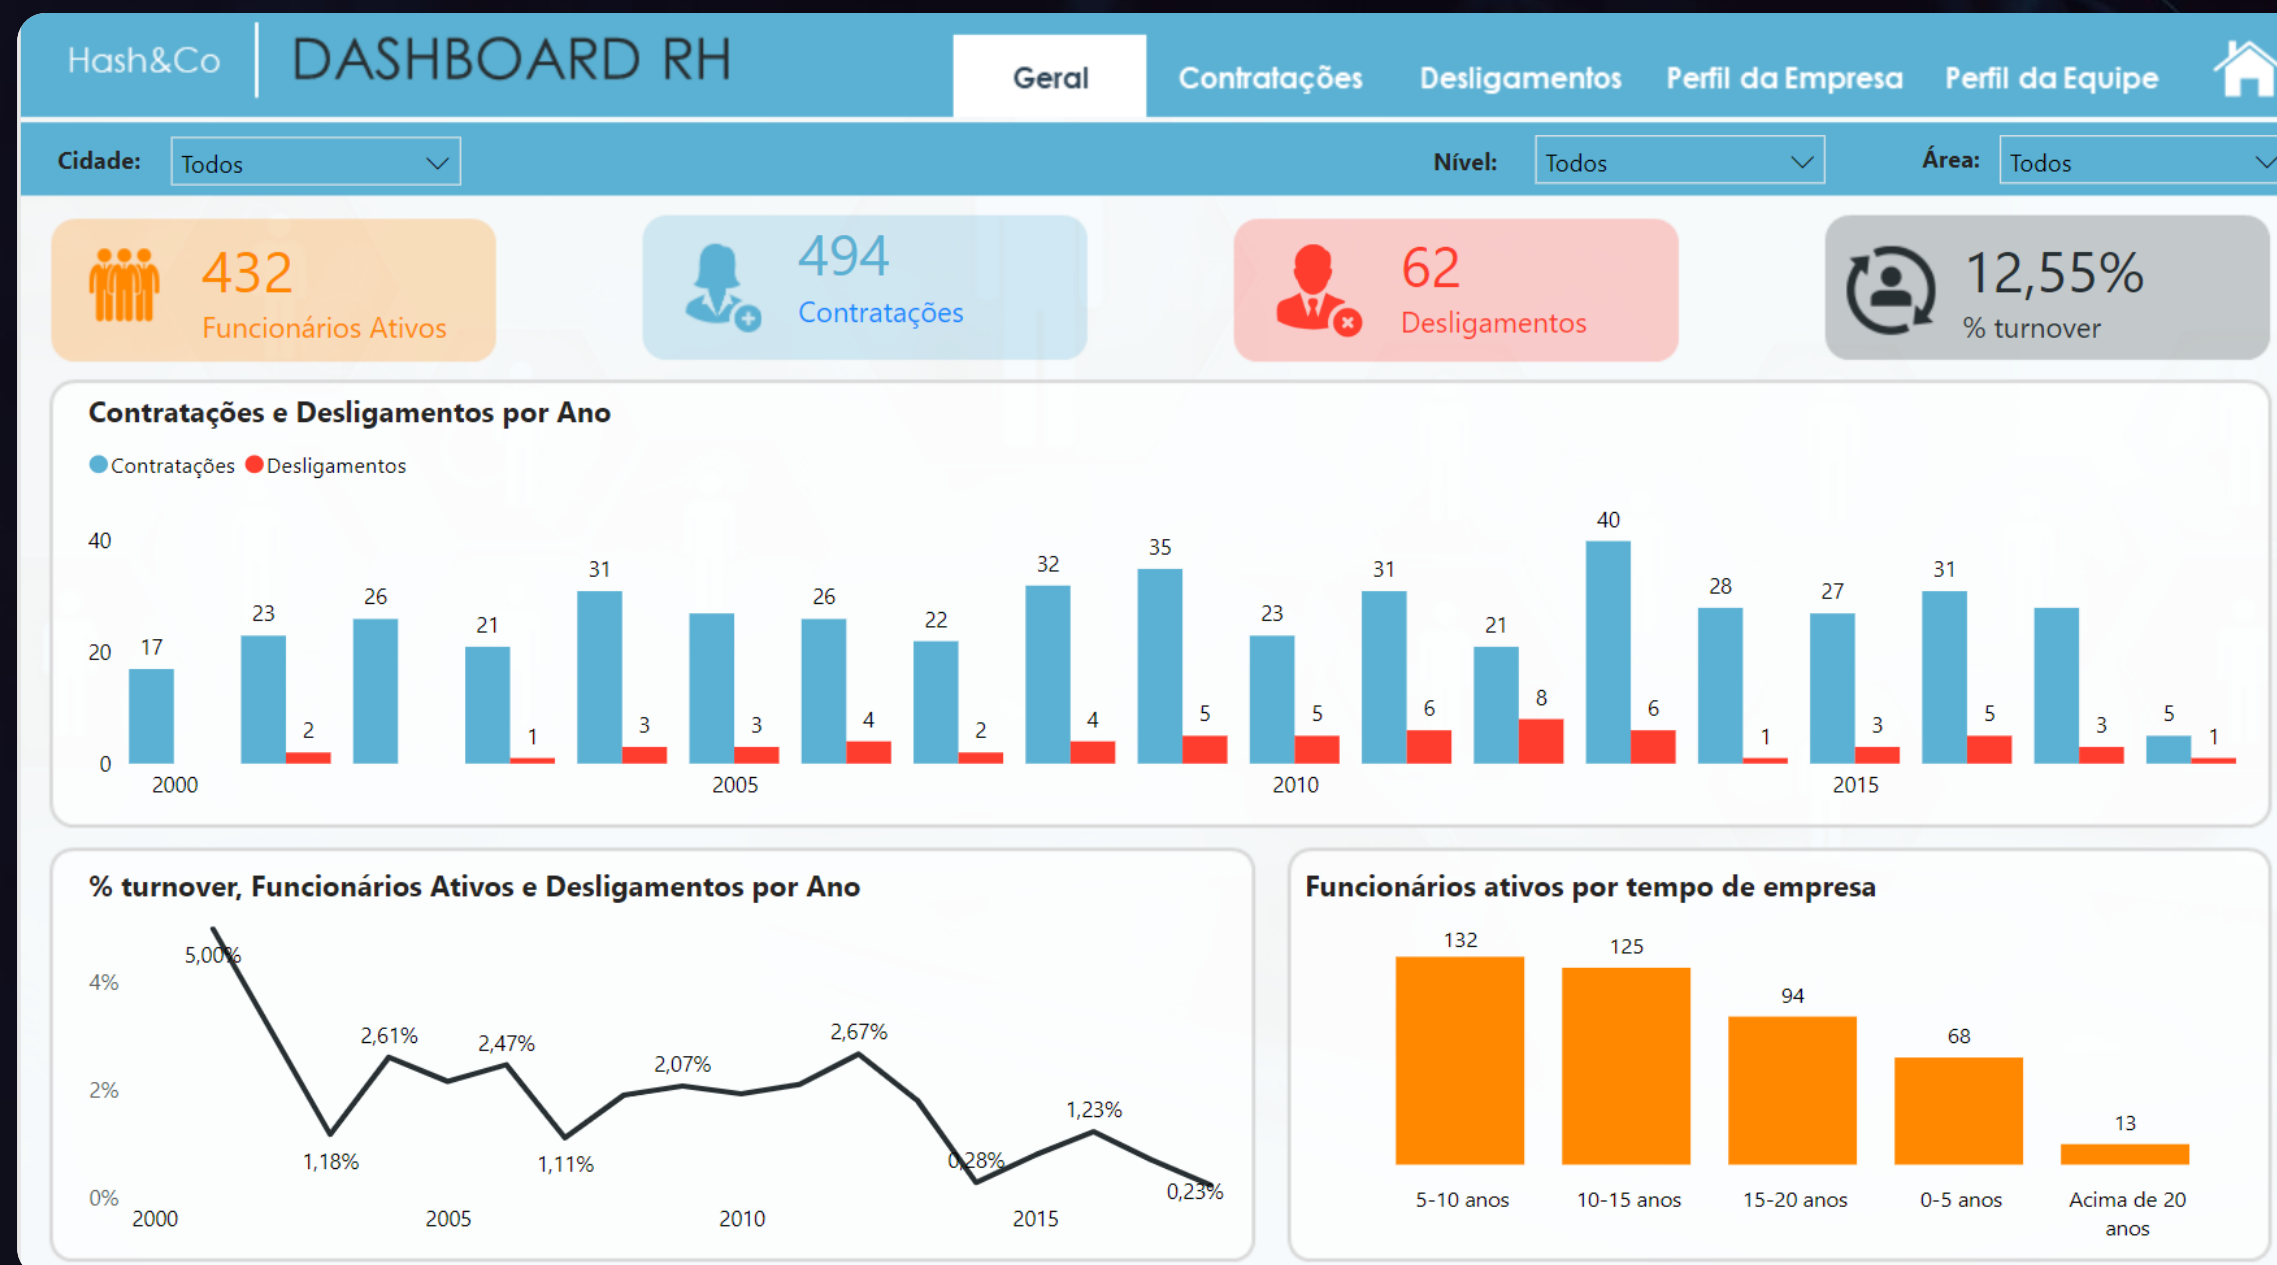 Hash&Co
DASHBOARD RH
Geral
Contratações
Desligamentos
Perfil da Empresa
Perfil da Equipe
Cidade:
Todos
Nível:
Todos
Área:
Todos
432
Funcionários Ativos
494
Contratações
62
Desligamentos
12,55%
% turnover
Contratações e Desligamentos por Ano
Contratações Desligamentos
40
20
0
17
23
2
26
21
1
31
3
3
26
4
22
2
32
4
35
5
23
5
31
6
21
8
40
6
28
1
27
3
31
5
3
5
1
2000
2005
2010
2015
% turnover, Funcionários Ativos e Desligamentos por Ano
4%
2%
0%
5,00%
1,18%
2,61%
2,47%
1,11%
2,07%
2,67%
0,28%
1,23%
0,23%
2000
2005
2010
2015
Funcionários ativos por tempo de empresa
132
125
94
68
13
5-10 anos
10-15 anos
15-20 anos
0-5 anos
Acima de 20
anos